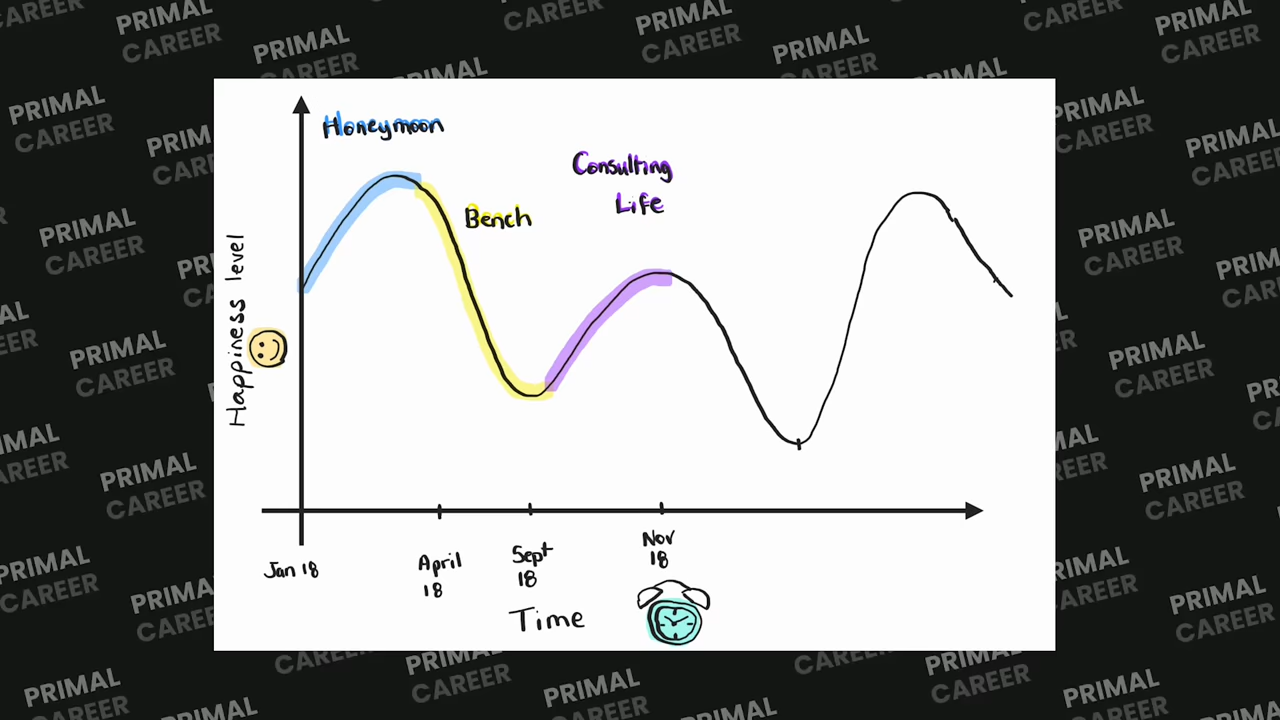 PRIMAL
CAREER
Honeymoon
Consulting
Life
Bench
Happiness level
Jan 18
April
18
Sept
18
Nov
18
Time